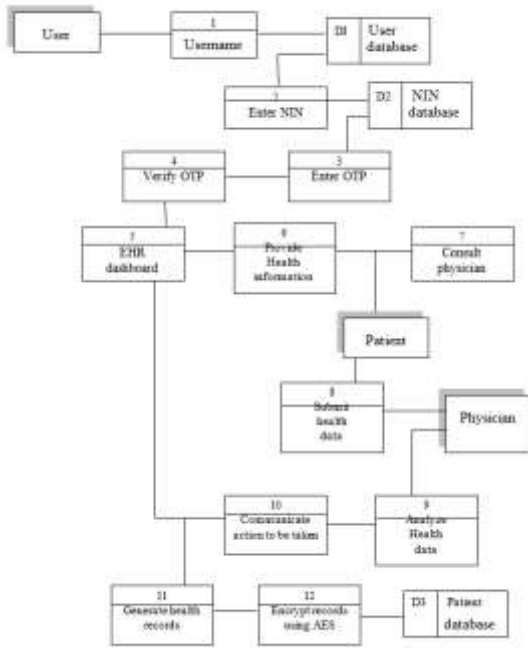 User
1
Username
D1
User
database
2
Enter NIN
D2
NIN
database
4
Verify OTP
3
Enter OTP
5
EHR
dashboard
6
Provide
Health
information
7
Consult
physician
Patient
8
Submit
health
data
Physician
10
Communicate
action to be taken
9
Analyze
Health
data
11
Generate health
records
12
Encrypt records
using AES
D3
Patient
database